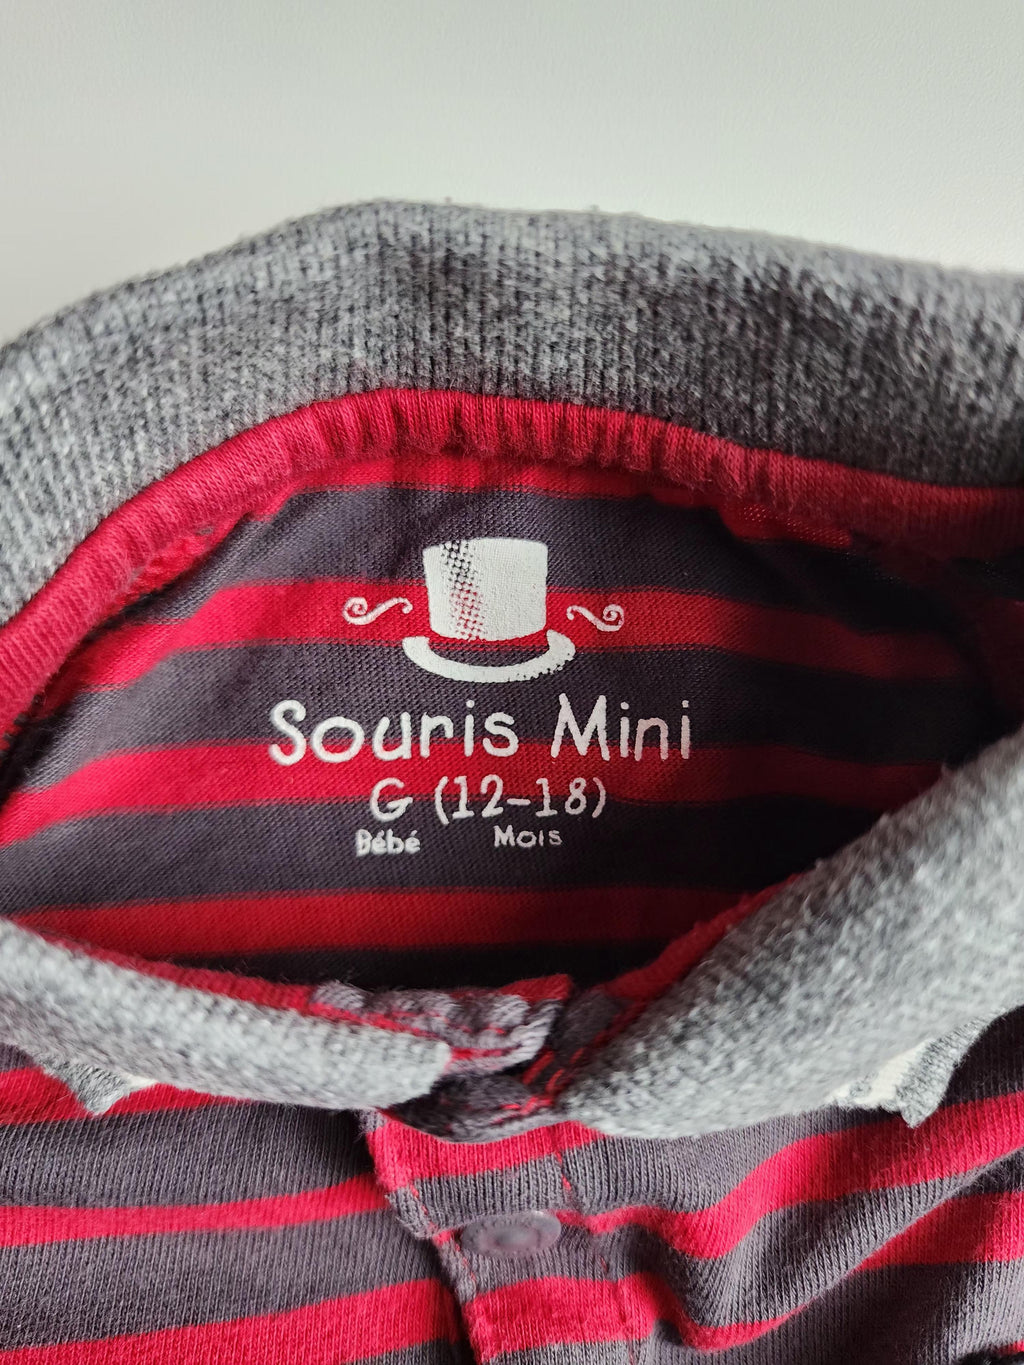 Souris Mini
G (12-18)
Bébé Mois